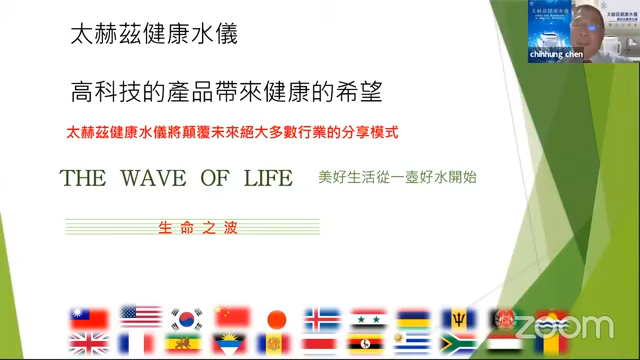 太赫茲健康水儀
高科技的產品帶來健康的希望
太赫茲健康水儀將顛覆未來絕大多數行業的分享模式
THE WAVE OF LIFE 美好生活從一壺好水開始
生命之波
chihhung chen
zoom